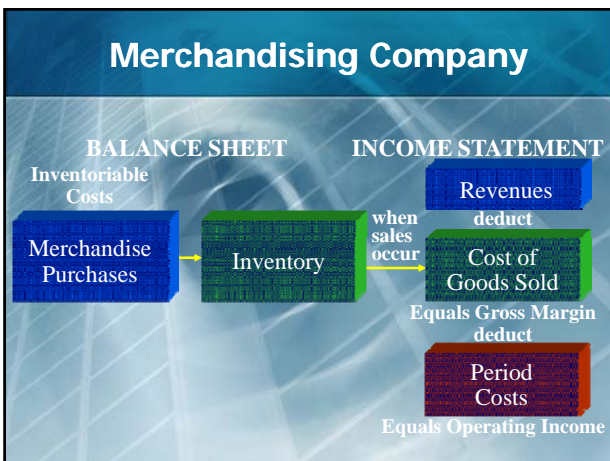 Merchandising Company
BALANCE SHEET
Inventoriable
Costs
Merchandise
Purchases
Inventory
when
sales
occur
INCOME STATEMENT
Revenues
deduct
Cost of
Goods Sold
Equals Gross Margin
deduct
Period
Costs
Equals Operating Income